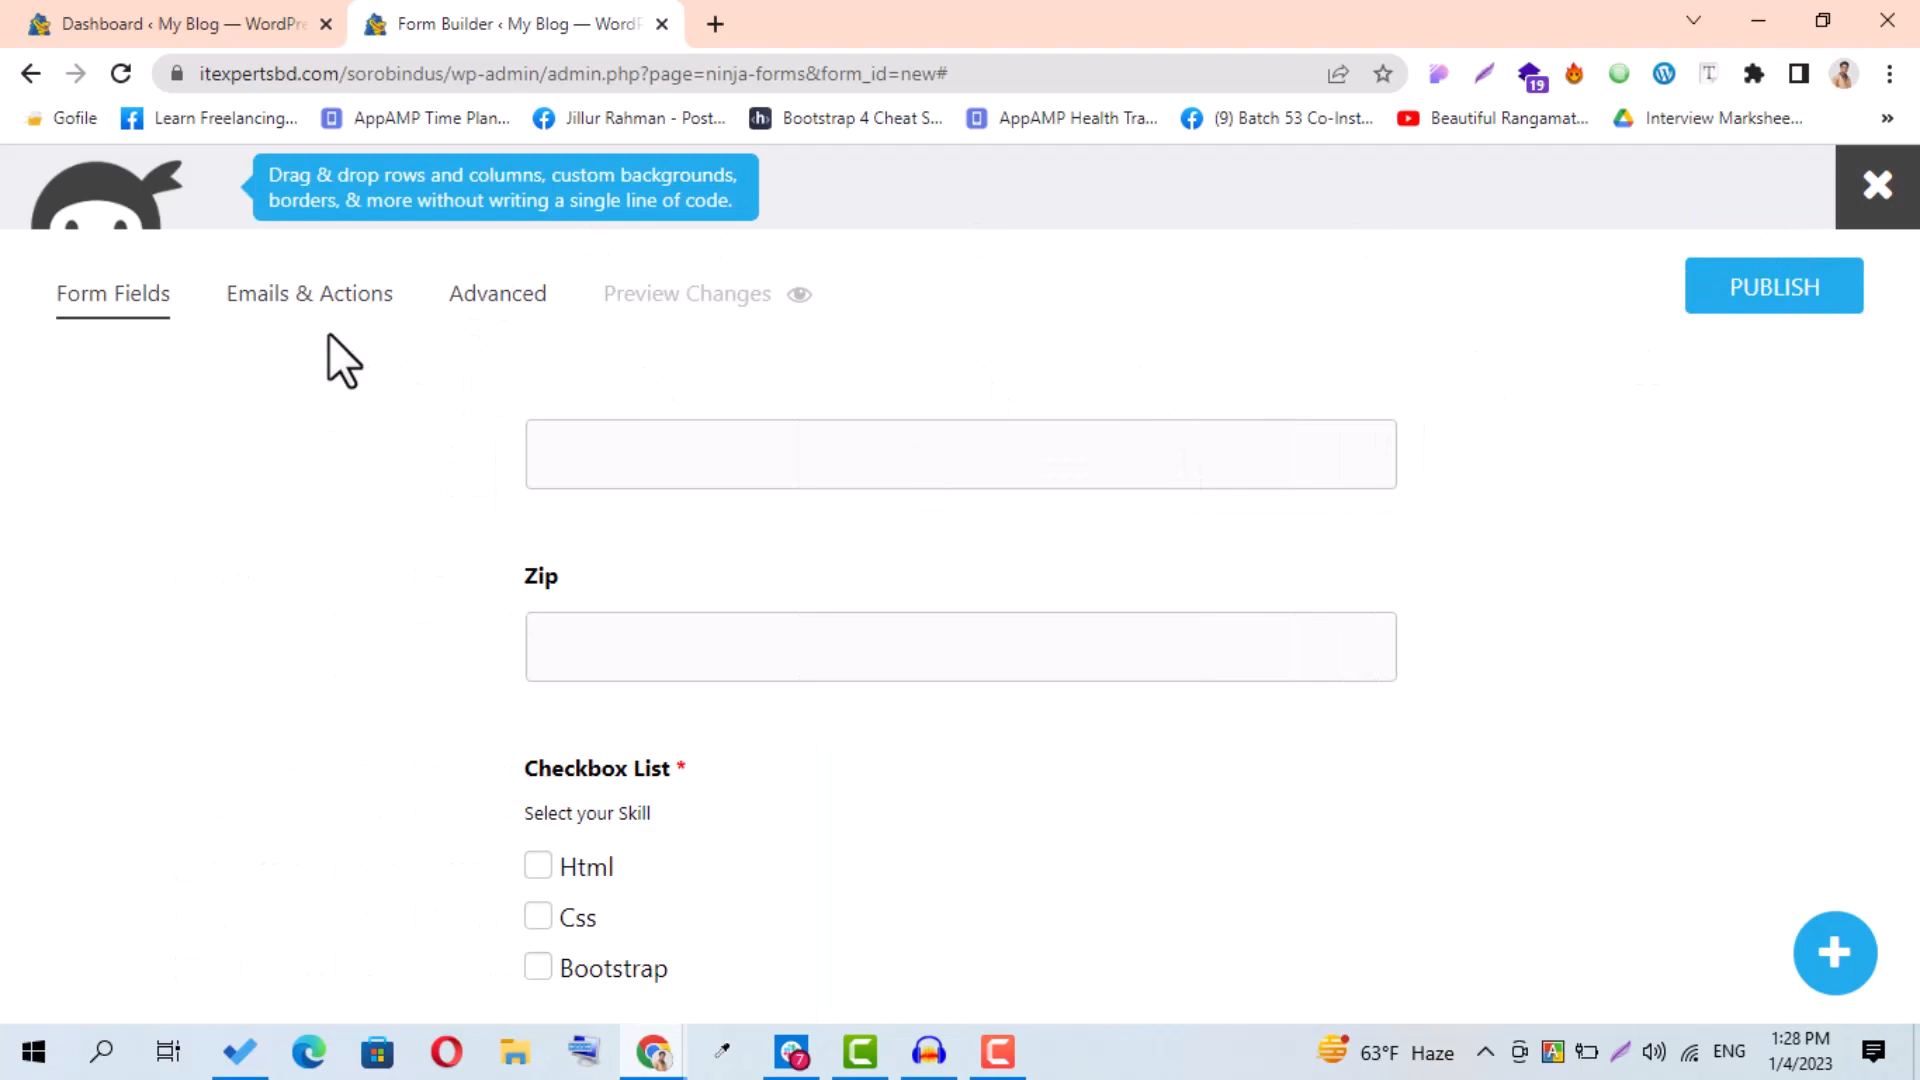 Dashboard ‹ My Blog — WordPre
Form Builder ‹ My Blog — WordP
itexpertsbd.com/sorobindus/wp-admin/admin.php?page=ninja-forms&form_id=new#
19
Gofile
Learn Freelancing...
AppAMP Time Plan...
Jillur Rahman - Post...
Bootstrap 4 Cheat S...
AppAMP Health Tra...
(9) Batch 53 Co-Inst...
Beautiful Rangamat...
Interview Markshee...
»
Drag & drop rows and columns, custom backgrounds,
borders, & more without writing a single line of code.
Form Fields
Emails & Actions
Advanced
Preview Changes
PUBLISH
Zip
Checkbox List *
Select your Skill
Html
Css
Bootstrap
7
63°F Haze
ENG
1:28 PM
1/4/2023